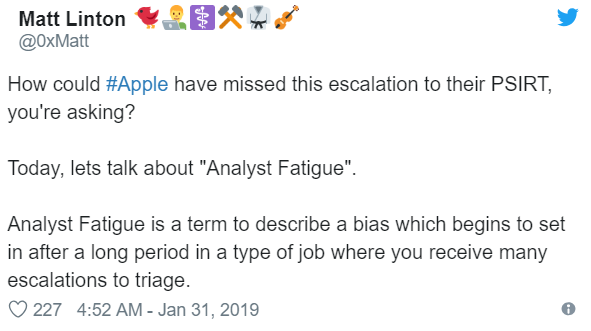 Matt Linton 🐦👨‍💻⚕️⚒️🥋🎻
@0xMatt
How could #Apple have missed this escalation to their PSIRT,
you're asking?
Today, lets talk about "Analyst Fatigue".
Analyst Fatigue is a term to describe a bias which begins to set
in after a long period in a type of job where you receive many
escalations to triage.
227 4:52 AM - Jan 31, 2019